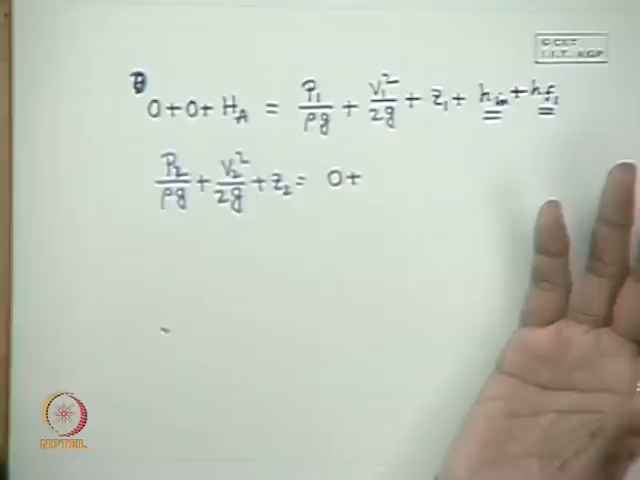 © CET
I.I.T. KGP
0 + 0 + H_A = P_1/ρg + V_1^2/2g + z_1 + h_in + h_f1
P_2/ρg + V_2^2/2g + z_2 = 0 +
NPTEL